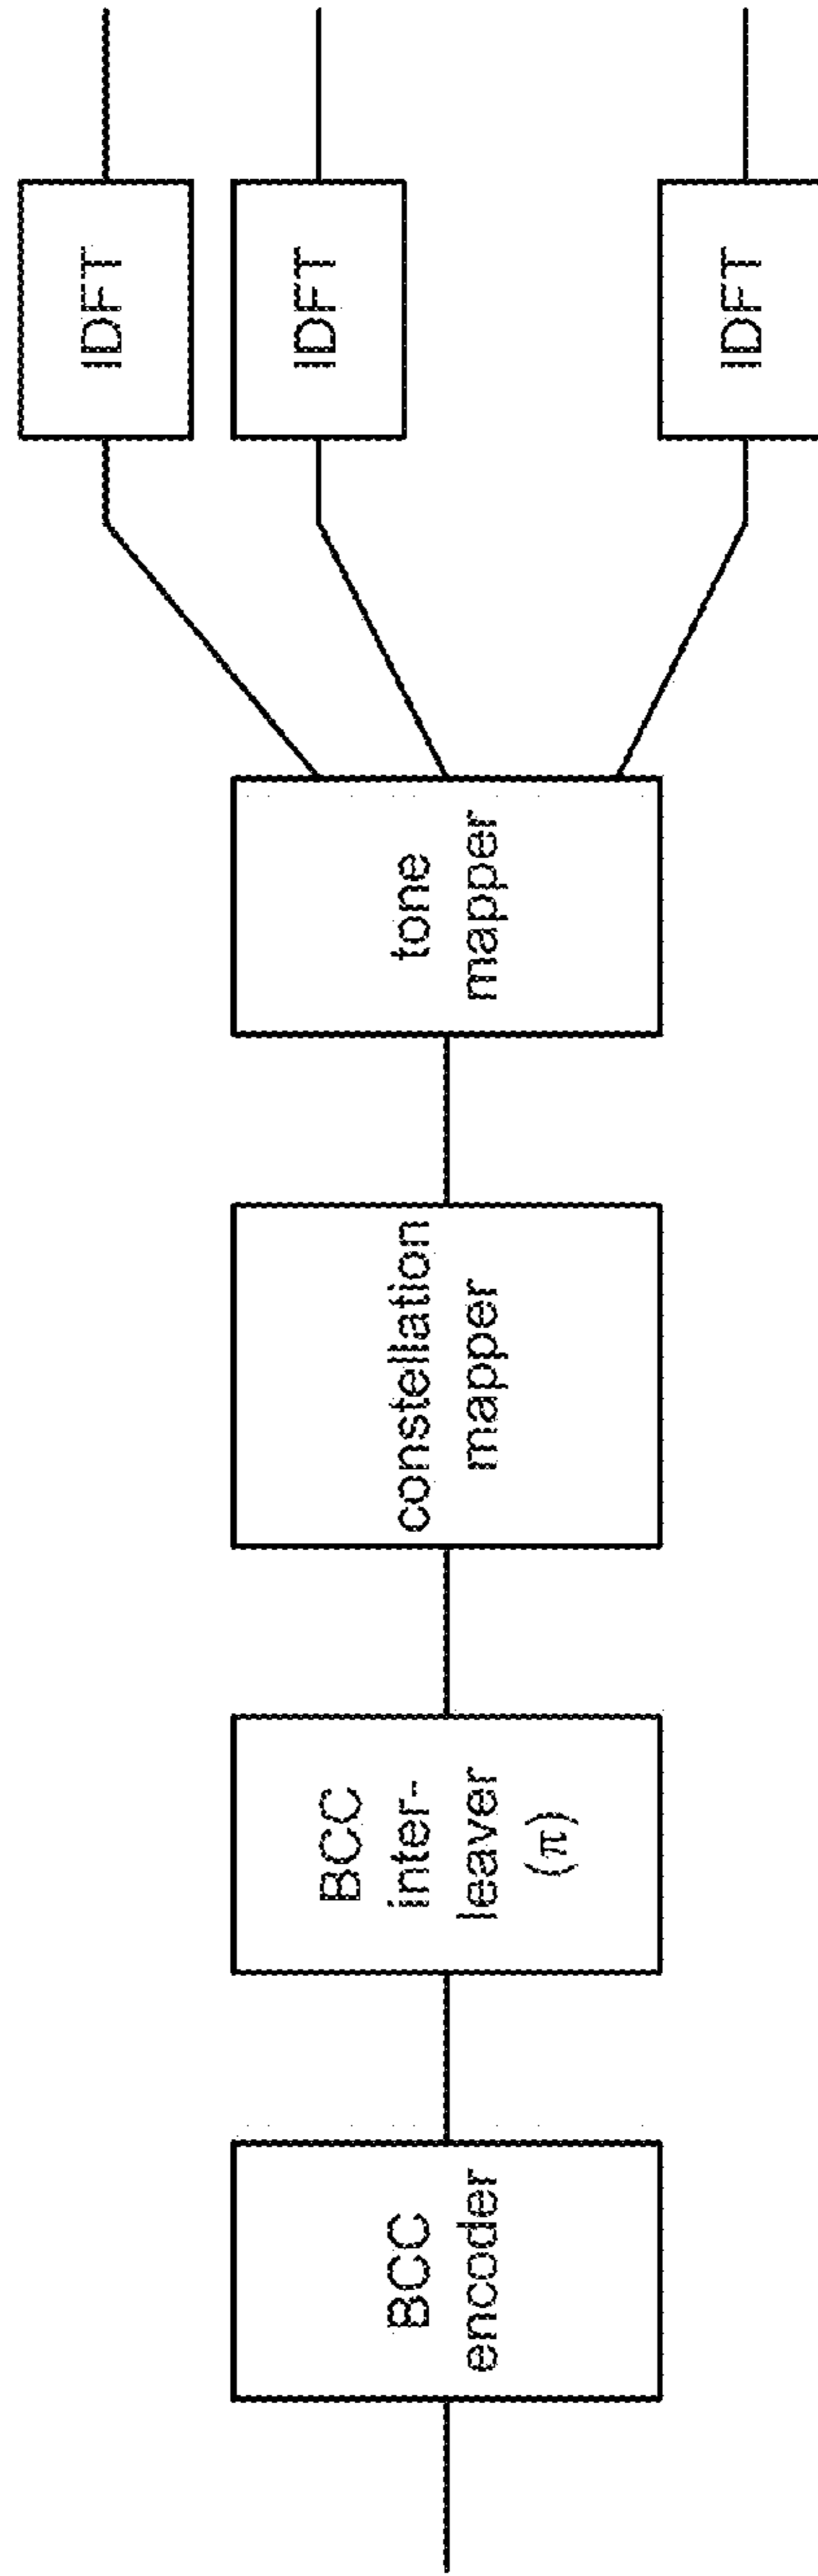 BCC
encoder
BCC
inter-
leaver
(π)
constellation
mapper
tone
mapper
IDFT
IDFT
IDFT